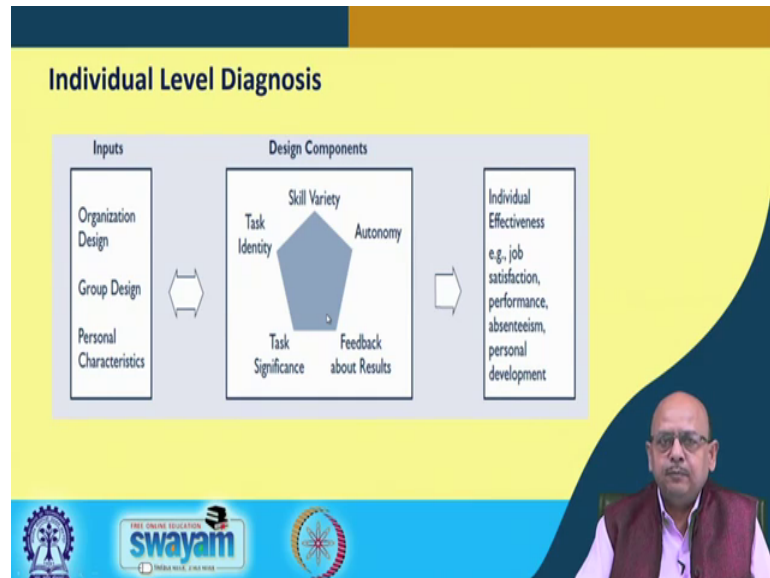 Individual Level Diagnosis
Inputs
Organization
Design
Group Design
Personal
Characteristics
Design Components
Skill Variety
Task
Identity
Autonomy
Task
Significance
Feedback
about Results
Individual
Effectiveness
e.g., job
satisfaction,
performance,
absenteeism,
personal
development
FREE ONLINE EDUCATION
swayam